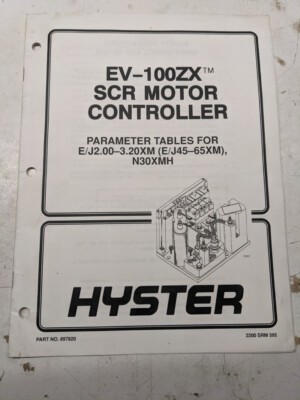 EV–100ZX™
SCR MOTOR
CONTROLLER
PARAMETER TABLES FOR
E/J2.00–3.20XM (E/J45–65XM),
N30XMH
HYSTER
PART NO. 897820
2200 SRM 595